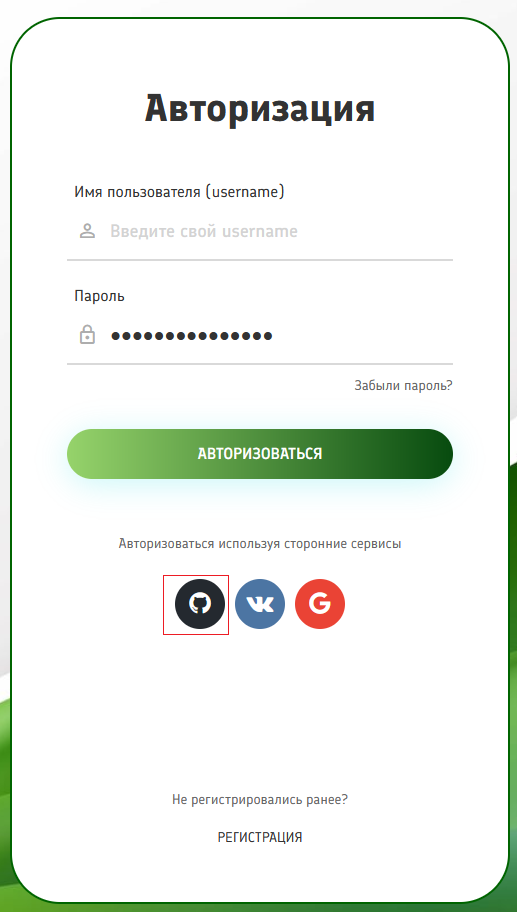 Авторизация
Имя пользователя (username)
Введите свой username
Пароль
●●●●●●●●●●●●●●●
Забыли пароль?
АВТОРИЗОВАТЬСЯ
Авторизоваться используя сторонние сервисы
Не регистрировались ранее?
РЕГИСТРАЦИЯ